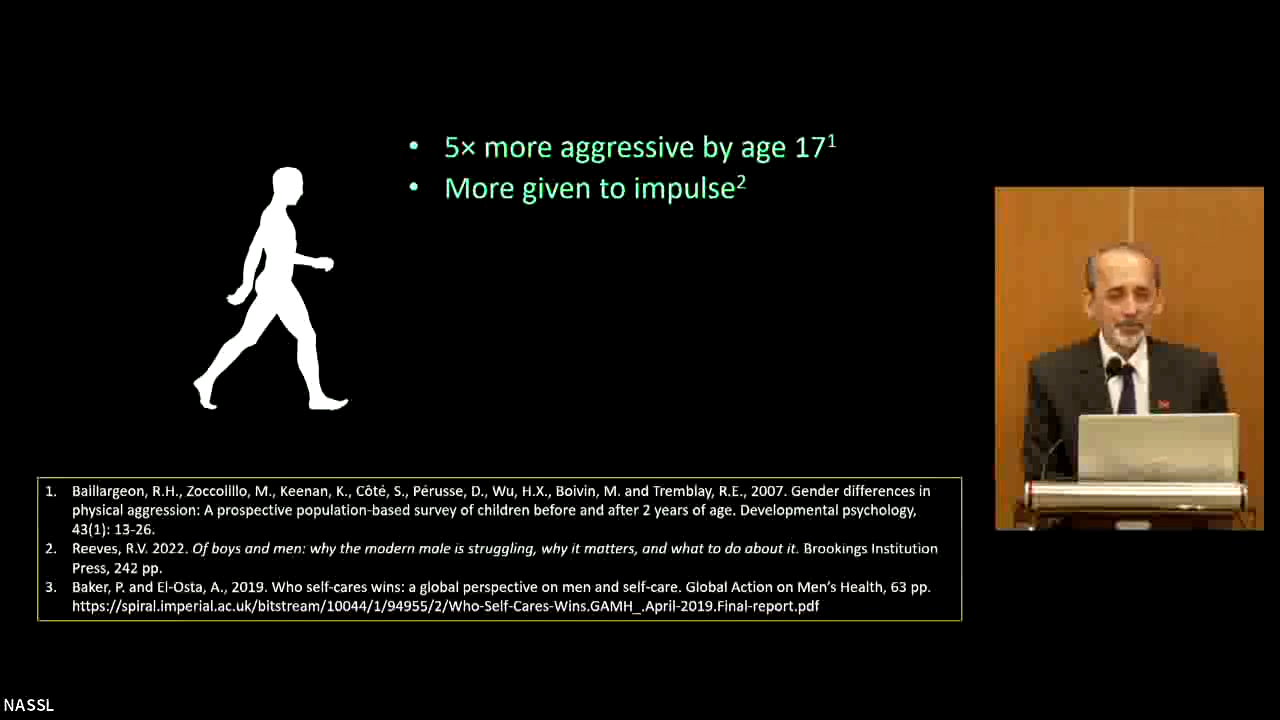 • 5× more aggressive by age 17¹
• More given to impulse²
1. Baillargeon, R.H., Zoccolillo, M., Keenan, K., Côté, S., Pérusse, D., Wu, H.X., Boivin, M. and Tremblay, R.E., 2007. Gender differences in
physical aggression: A prospective population-based survey of children before and after 2 years of age. Developmental psychology,
43(1): 13-26.
2. Reeves, R.V. 2022. Of boys and men: why the modern male is struggling, why it matters, and what to do about it. Brookings Institution
Press, 242 pp.
3. Baker, P. and El-Osta, A., 2019. Who self-cares wins: a global perspective on men and self-care. Global Action on Men's Health, 63 pp.
https://spiral.imperial.ac.uk/bitstream/10044/1/94955/2/Who-Self-Cares-Wins.GAMH_.April-2019.Final-report.pdf
NASSL